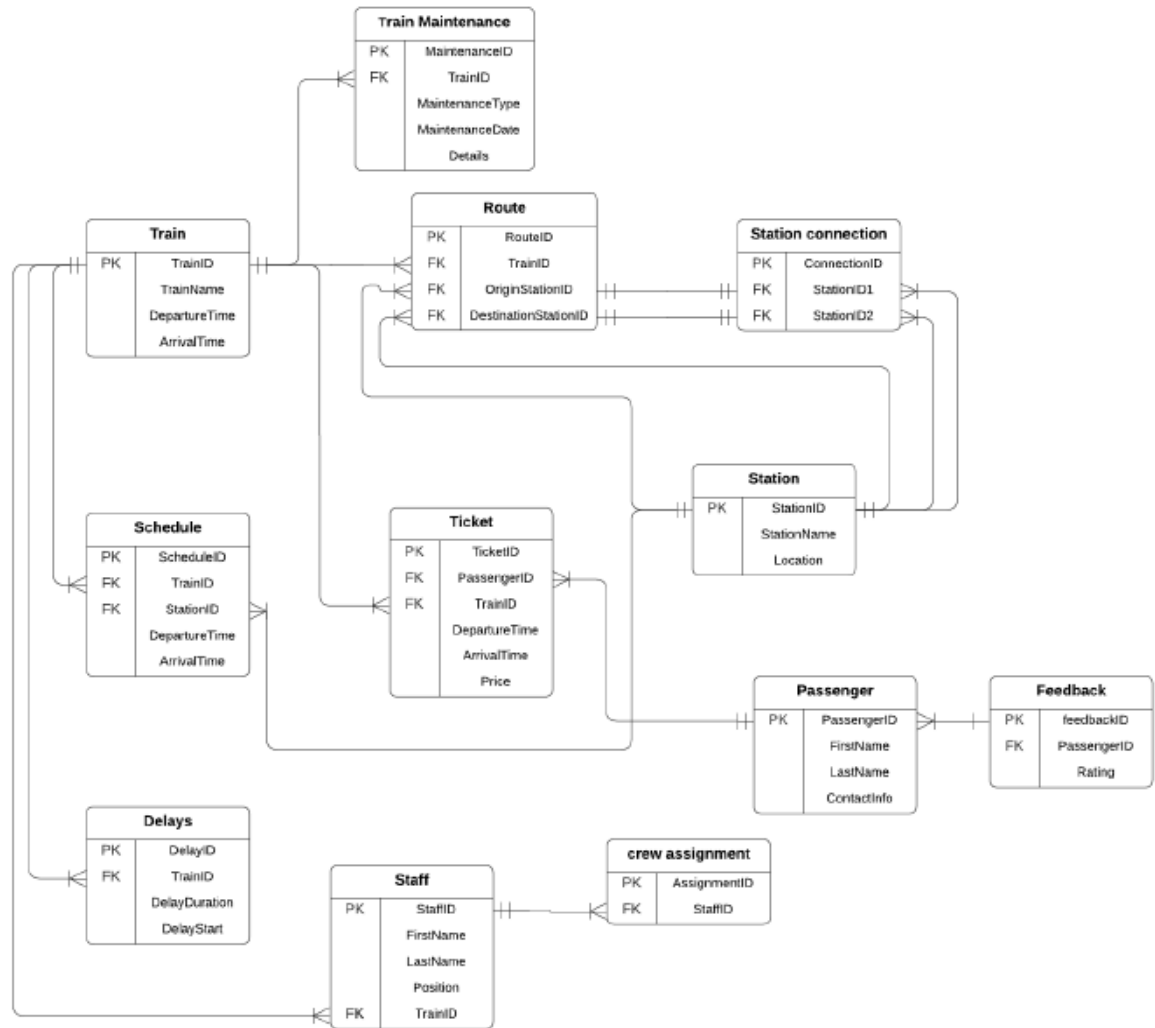 Train Maintenance
PK MaintenanceID
FK TrainID
MaintenanceType
MaintenanceDate
Details
Route
PK RouteID
FK TrainID
FK OriginStationID
FK DestinationStationID
Station connection
PK ConnectionID
FK StationID1
FK StationID2
Train
PK TrainID
TrainName
DepartureTime
ArrivalTime
Station
PK StationID
StationName
Location
Schedule
PK ScheduleID
FK TrainID
FK StationID
DepartureTime
ArrivalTime
Ticket
PK TicketID
FK PassengerID
FK TrainID
DepartureTime
ArrivalTime
Price
Passenger
PK PassengerID
FirstName
LastName
ContactInfo
Feedback
PK feedbackID
FK PassengerID
Rating
Delays
PK DelayID
FK TrainID
DelayDuration
DelayStart
Staff
PK StaffID
FirstName
LastName
Position
FK TrainID
crew assignment
PK AssignmentID
FK StaffID